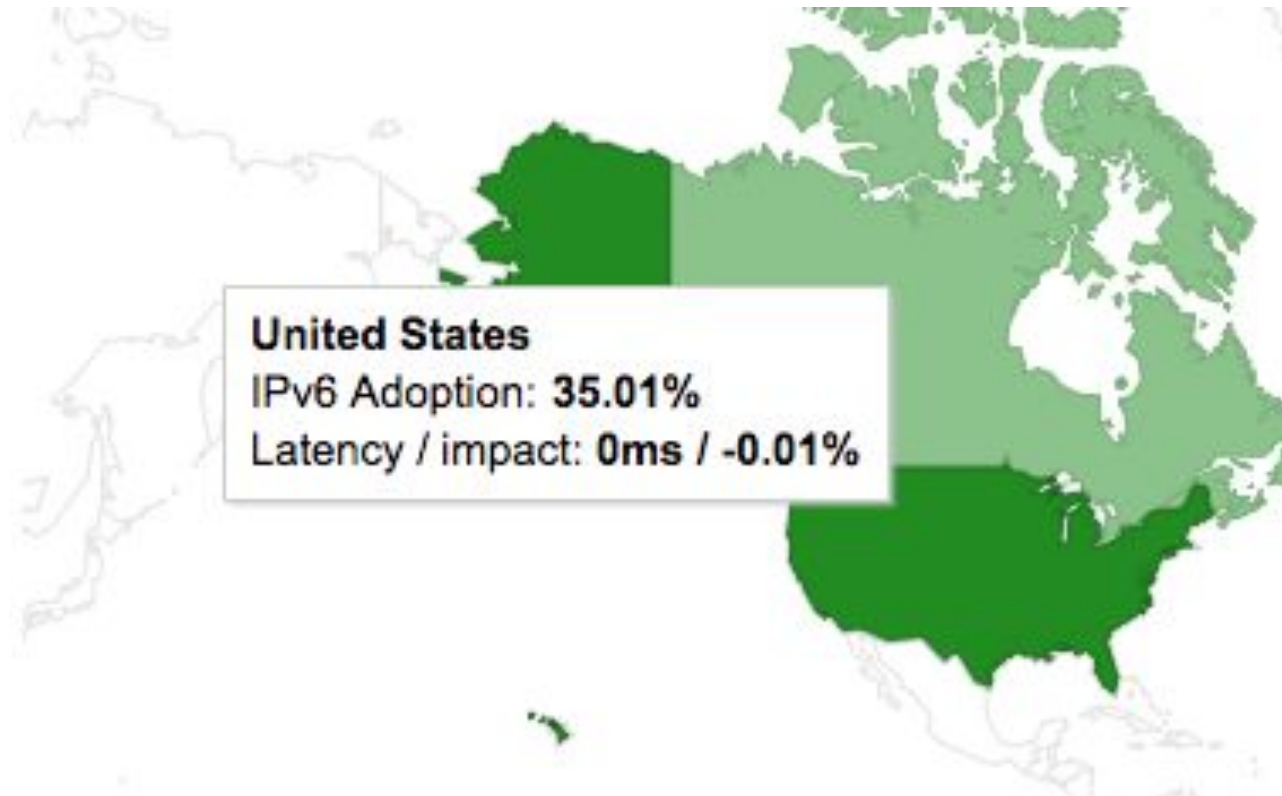 United States
IPv6 Adoption: 35.01%
Latency / impact: 0ms / -0.01%